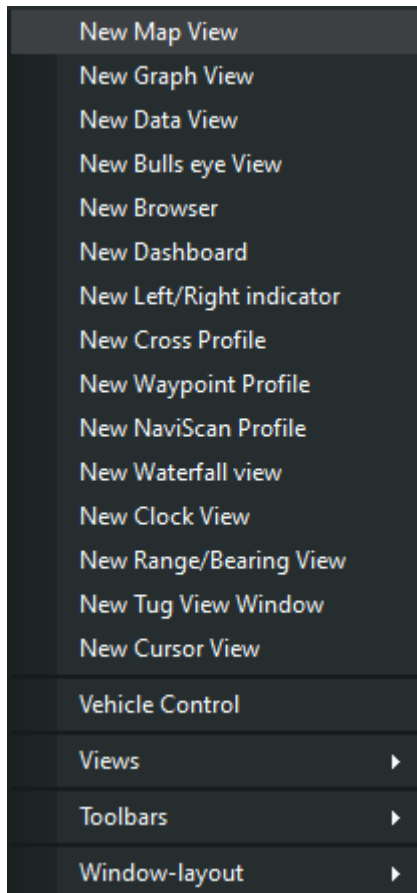 New Map View
New Graph View
New Data View
New Bulls eye View
New Browser
New Dashboard
New Left/Right indicator
New Cross Profile
New Waypoint Profile
New NaviScan Profile
New Waterfall view
New Clock View
New Range/Bearing View
New Tug View Window
New Cursor View
Vehicle Control
Views
Toolbars
Window-layout